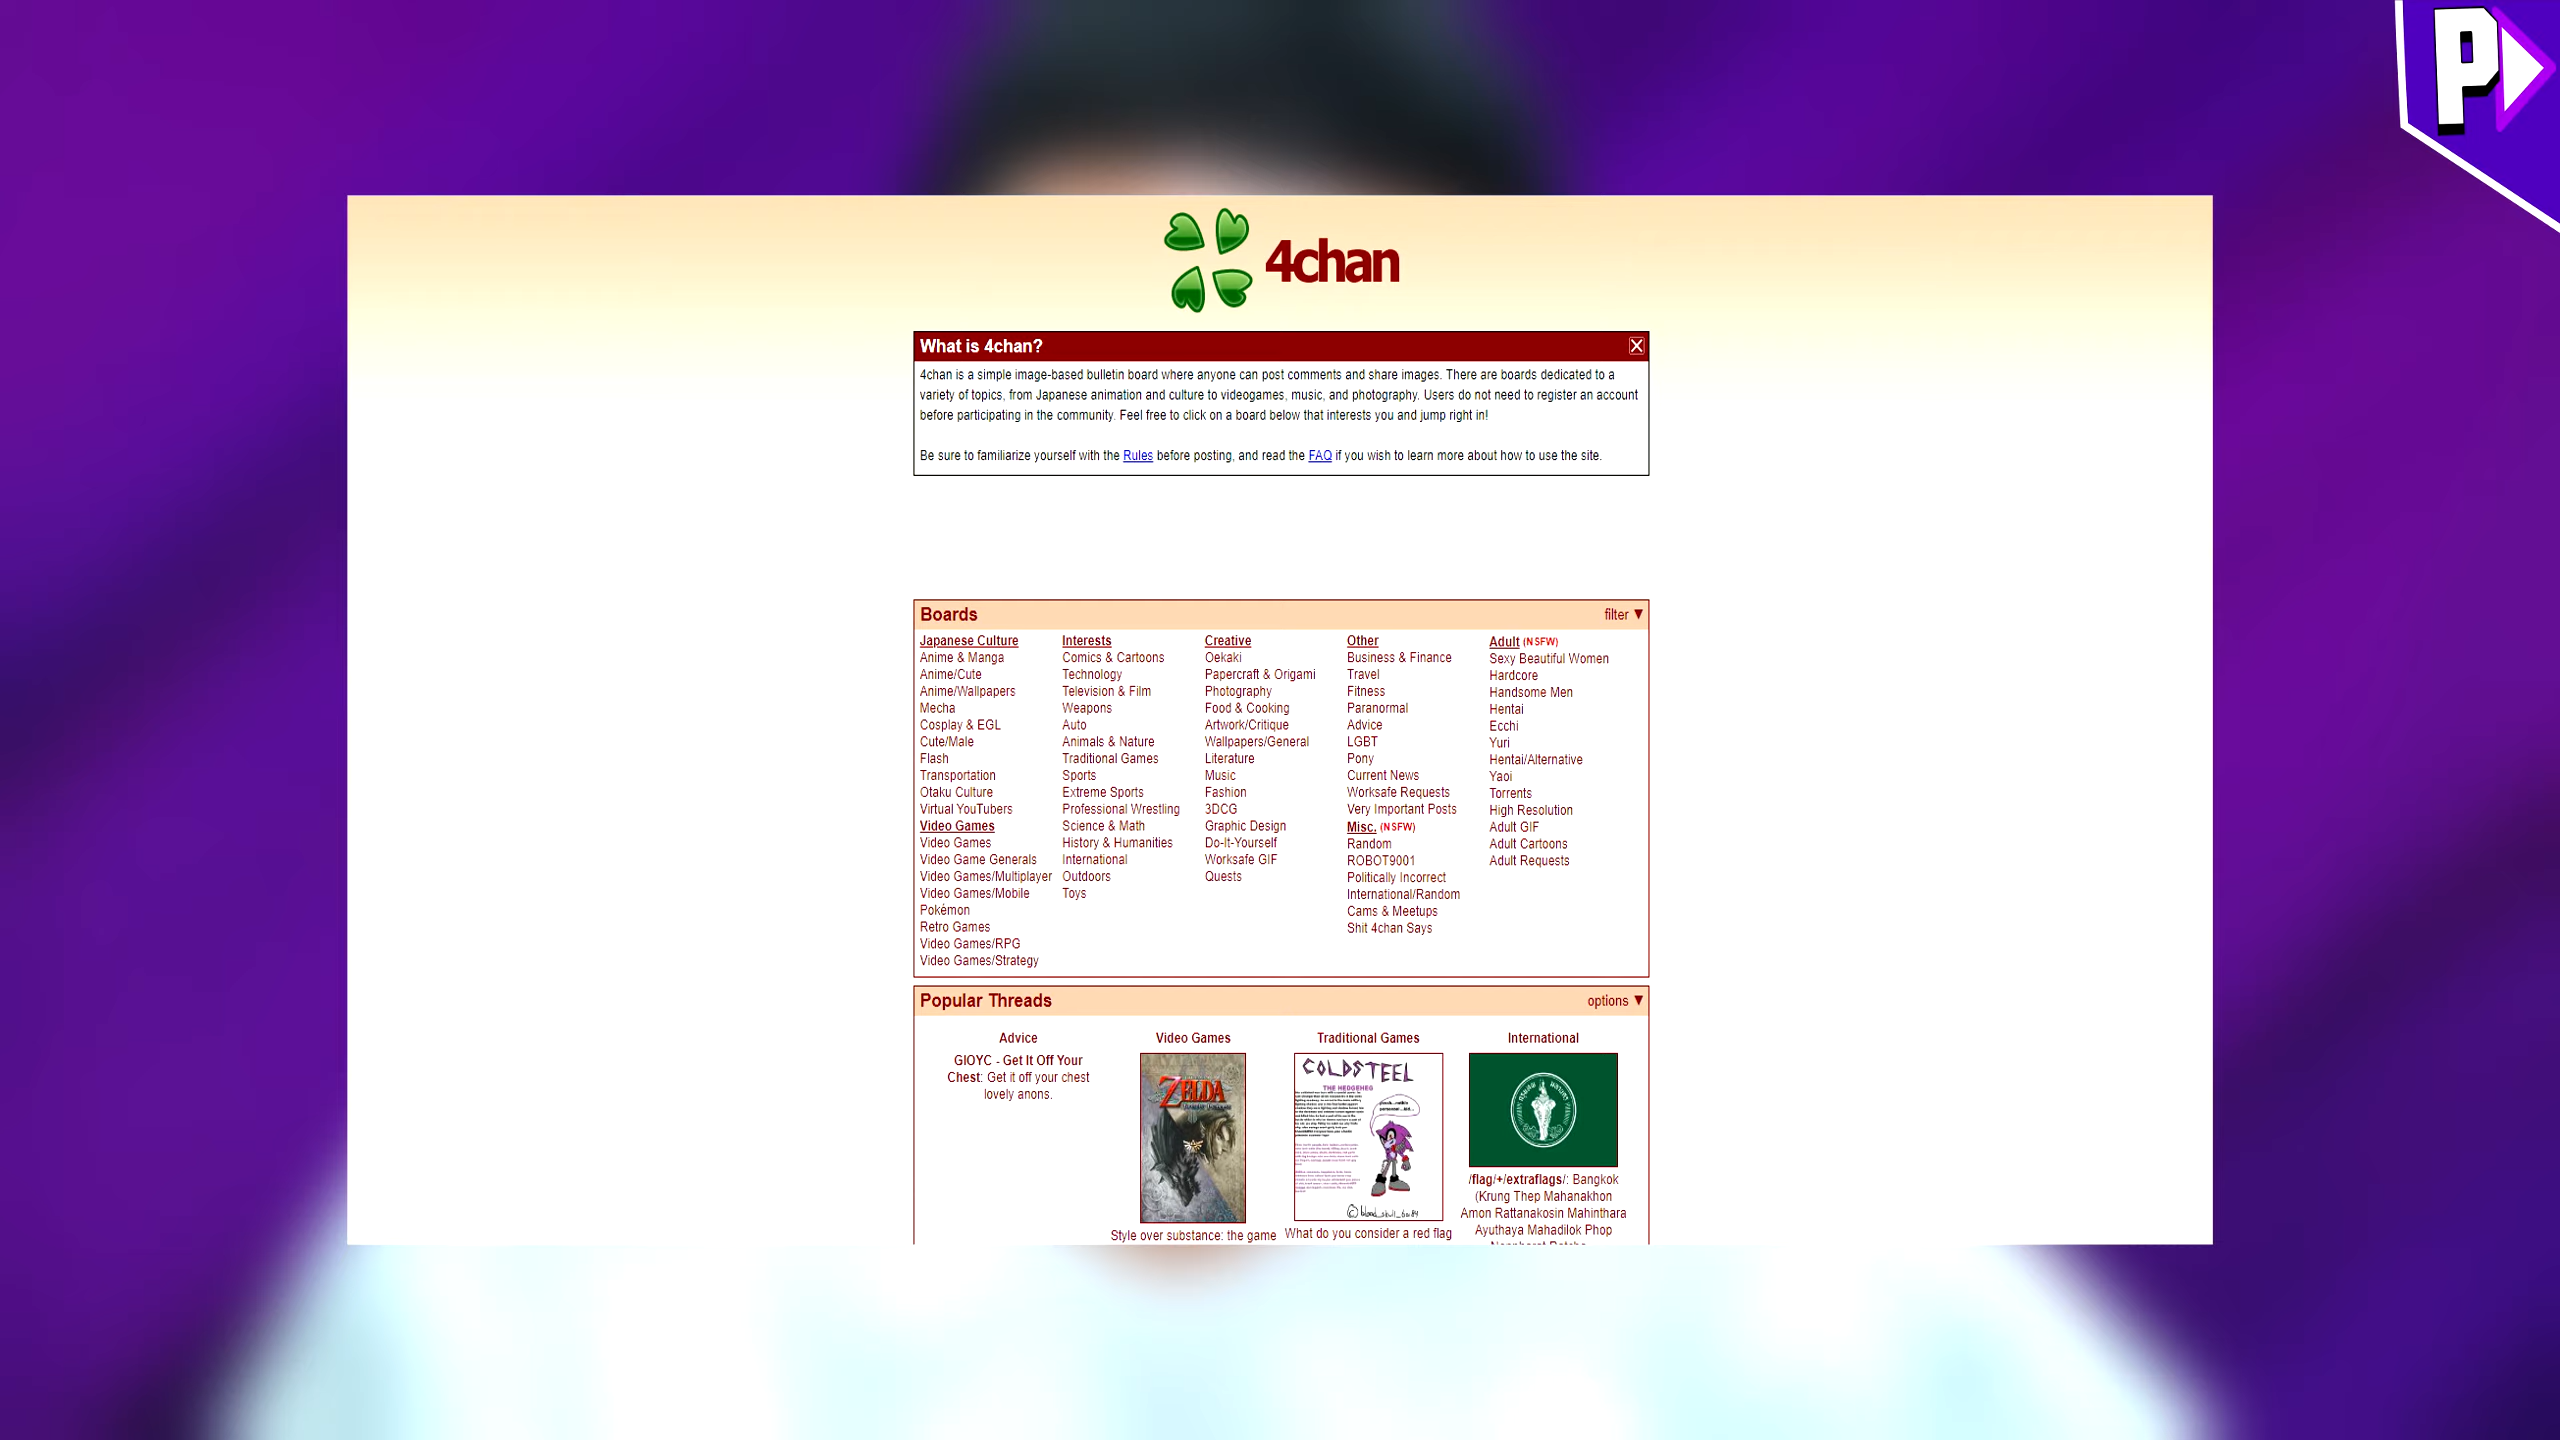 P
4chan
What is 4chan?
4chan is a simple image-based bulletin board where anyone can post comments and share images. There are boards dedicated to a
variety of topics, from Japanese animation and culture to videogames, music, and photography. Users do not need to register an account
before participating in the community. Feel free to click on a board below that interests you and jump right in!
Be sure to familiarize yourself with the Rules before posting, and read the FAQ if you wish to learn more about how to use the site.
Boards
filter ▼
Japanese Culture
Anime & Manga
Anime/Cute
Anime/Wallpapers
Mecha
Cosplay & EGL
Cute/Male
Flash
Transportation
Otaku Culture
Virtual YouTubers
Video Games
Video Games
Video Game Generals
Video Games/Multiplayer
Video Games/Mobile
Pokémon
Retro Games
Video Games/RPG
Video Games/Strategy
Interests
Comics & Cartoons
Technology
Television & Film
Weapons
Auto
Animals & Nature
Traditional Games
Sports
Extreme Sports
Professional Wrestling
Science & Math
History & Humanities
International
Outdoors
Toys
Creative
Oekaki
Papercraft & Origami
Photography
Food & Cooking
Artwork/Critique
Wallpapers/General
Literature
Music
Fashion
3DCG
Graphic Design
Do-It-Yourself
Worksafe GIF
Quests
Other
Business & Finance
Travel
Fitness
Paranormal
Advice
LGBT
Pony
Current News
Worksafe Requests
Very Important Posts
Misc. (NSFW)
Random
ROBOT9001
Politically Incorrect
International/Random
Cams & Meetups
Shit 4chan Says
Adult (NSFW)
Sexy Beautiful Women
Hardcore
Handsome Men
Hentai
Ecchi
Yuri
Hentai/Alternative
Yaoi
Torrents
High Resolution
Adult GIF
Adult Cartoons
Adult Requests
Popular Threads
options ▼
Advice
GIOYC - Get It Off Your
Chest: Get it off your chest
lovely anons.
Video Games
ZELDA
Style over substance: the game
Traditional Games
COLDSTEEL
THE HEDGEHEG
What do you consider a red flag
International
/flag/+/extraflags/: Bangkok
(Krung Thep Mahanakhon
Amon Rattanakosin Mahinthara
Ayuthaya Mahadilok Phop